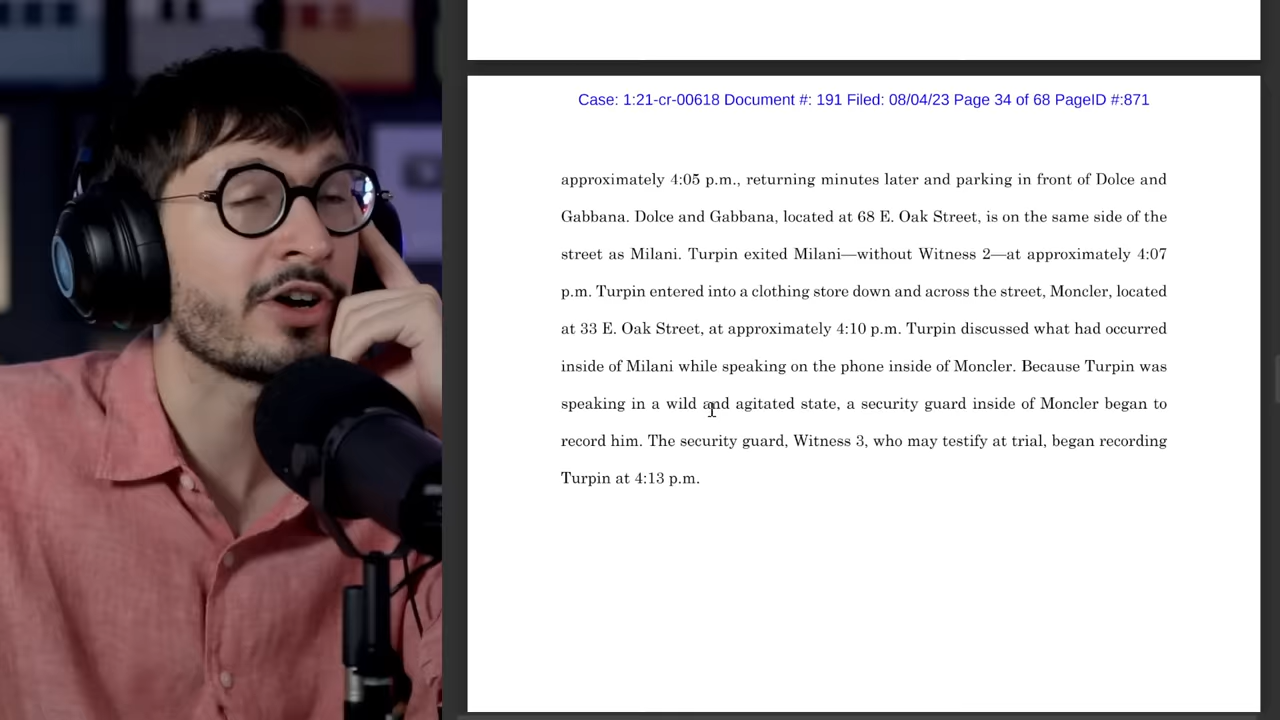 Case: 1:21-cr-00618 Document #: 191 Filed: 08/04/23 Page 34 of 68 PageID #:871
approximately 4:05 p.m., returning minutes later and parking in front of Dolce and
Gabbana. Dolce and Gabbana, located at 68 E. Oak Street, is on the same side of the
street as Milani. Turpin exited Milani—without Witness 2—at approximately 4:07
p.m. Turpin entered into a clothing store down and across the street, Moncler, located
at 33 E. Oak Street, at approximately 4:10 p.m. Turpin discussed what had occurred
inside of Milani while speaking on the phone inside of Moncler. Because Turpin was
speaking in a wild and agitated state, a security guard inside of Moncler began to
record him. The security guard, Witness 3, who may testify at trial, began recording
Turpin at 4:13 p.m.